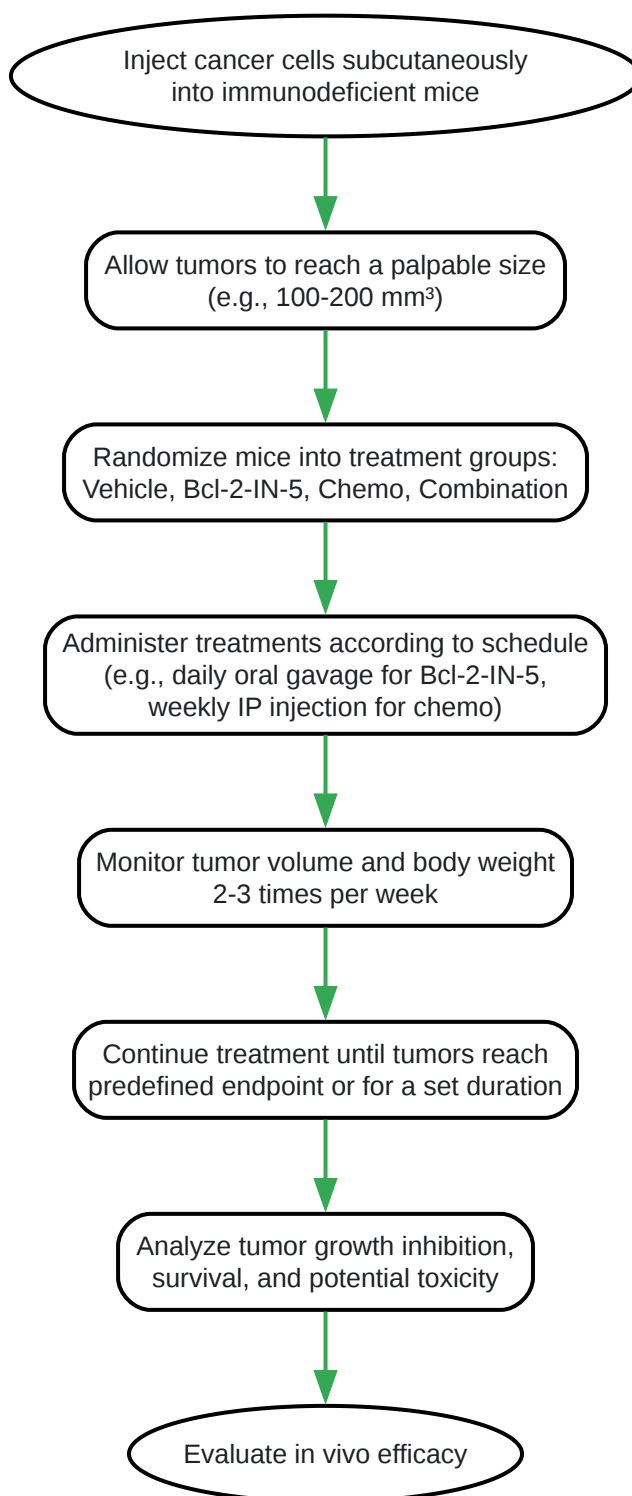 Inject cancer cells subcutaneously
into immunodeficient mice
Allow tumors to reach a palpable size
(e.g., 100-200 mm³)
Randomize mice into treatment groups:
Vehicle, Bcl-2-IN-5, Chemo, Combination
Administer treatments according to schedule
(e.g., daily oral gavage for Bcl-2-IN-5,
weekly IP injection for chemo)
Monitor tumor volume and body weight
2-3 times per week
Continue treatment until tumors reach
predefined endpoint or for a set duration
Analyze tumor growth inhibition,
survival, and potential toxicity
Evaluate in vivo efficacy